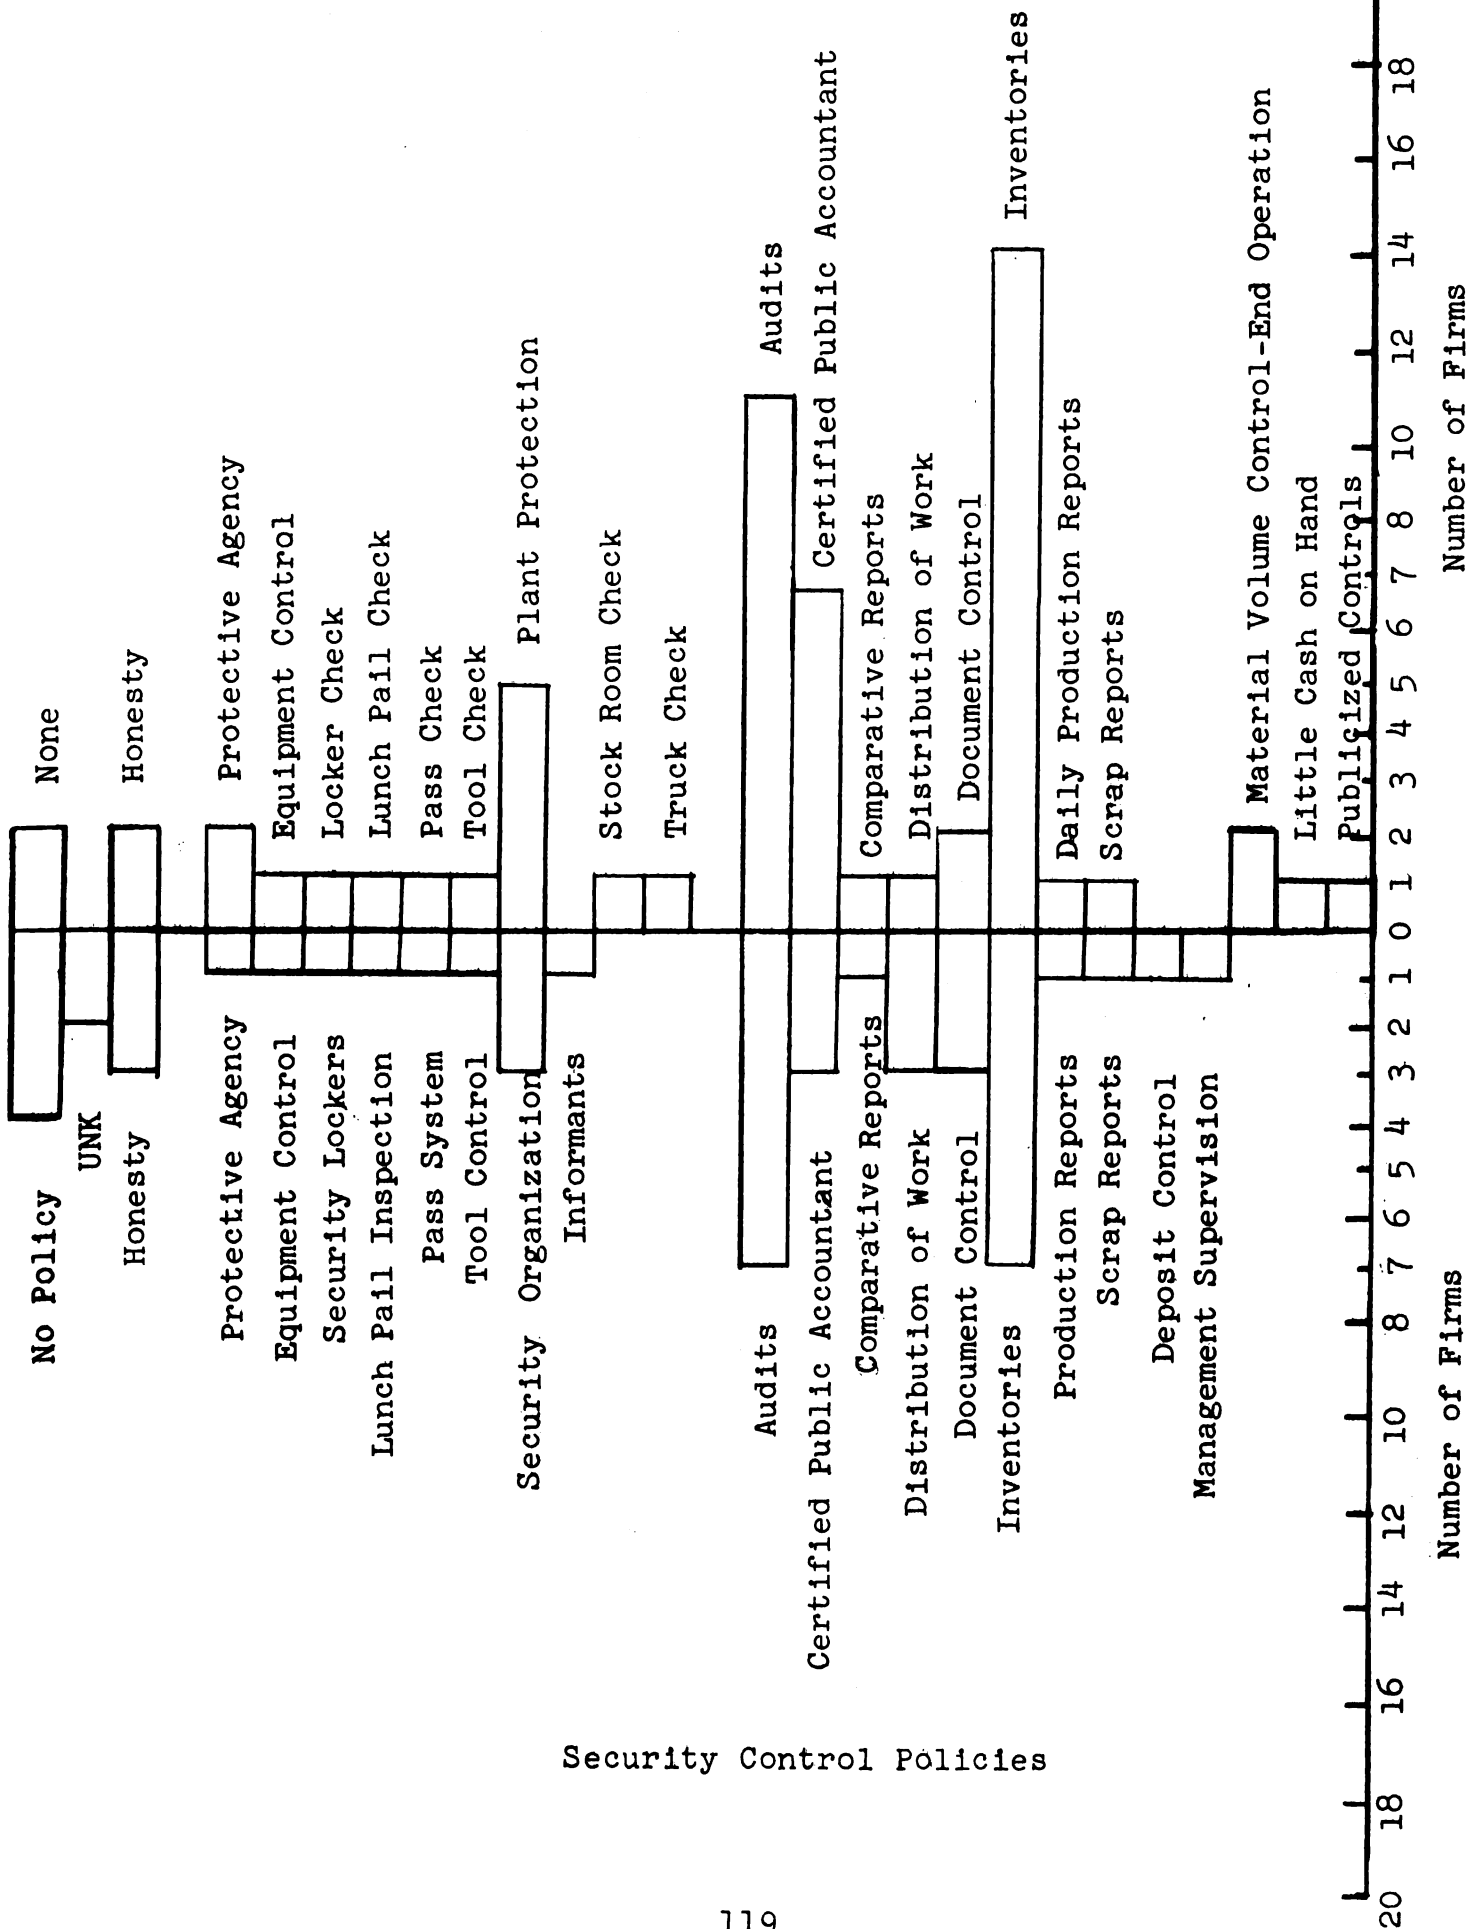 No Policy
None
UNK
Honesty
Honesty
Protective Agency
Protective Agency
Equipment Control
Equipment Control
Security Lockers
Locker Check
Lunch Pail Inspection
Lunch Pail Check
Pass System
Pass Check
Tool Control
Tool Check
Security Organization
Plant Protection
Informants
Stock Room Check
Truck Check
Audits
Audits
Certified Public Accountant
Certified Public Accountant
Comparative Reports
Comparative Reports
Distribution of Work
Distribution of Work
Document Control
Document Control
Inventories
Inventories
Production Reports
Daily Production Reports
Scrap Reports
Scrap Reports
Deposit Control
Management Supervision
Material Volume Control-End Operation
Little Cash on Hand
Publicized Controls
20 18 16 14 12 10 8 7 6 5 4 3 2 1 0 1 2 3 4 5 6 7 8 10 12 14 16 18
Number of Firms
Number of Firms
Security Control Policies
119